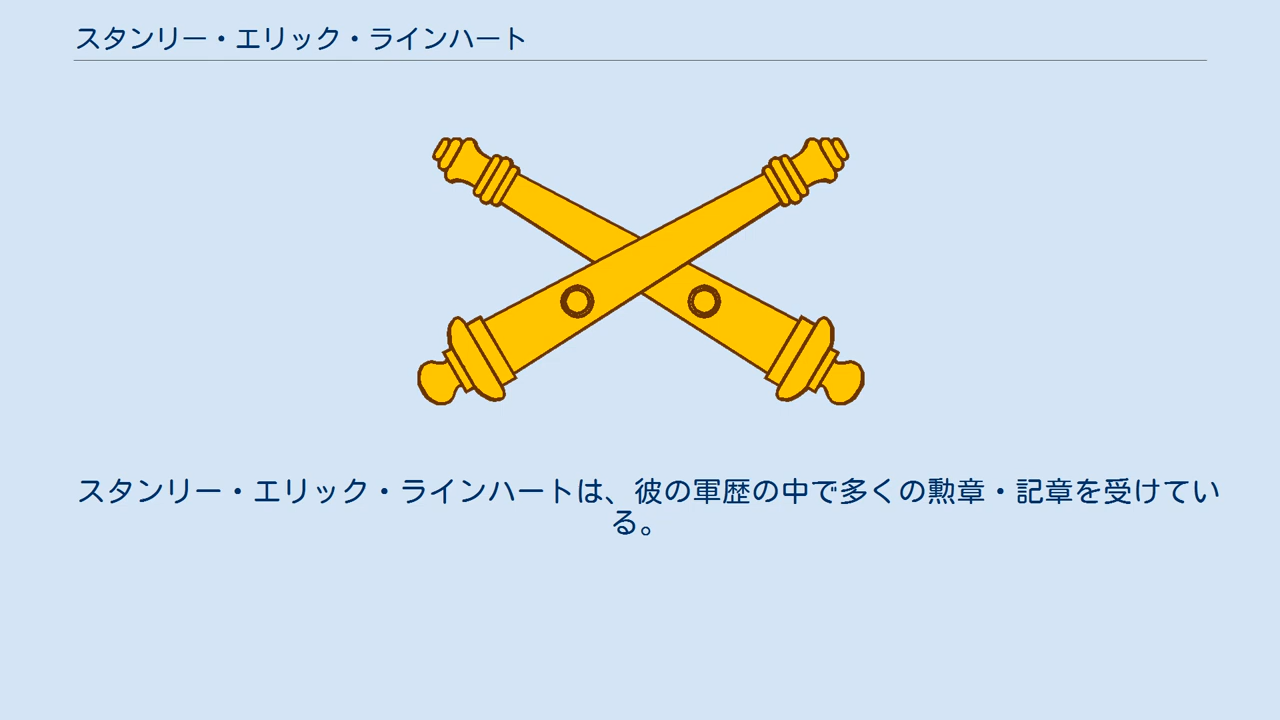 スタンリー・エリック・ラインハート
スタンリー・エリック・ラインハートは、彼の軍歴の中で多くの勲章・記章を受けてい
る。